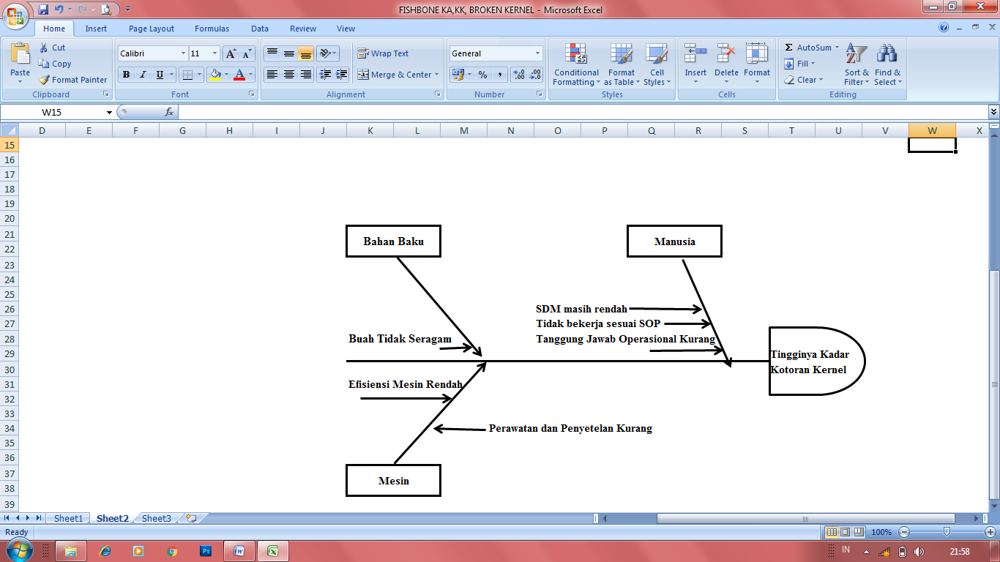 FISHBONE KA,KK, BROKEN KERNEL - Microsoft Excel
Home Insert Page Layout Formulas Data Review View
Paste
Cut
Copy
Format Painter
Clipboard
Calibri 11
B I U
Font
Wrap Text
Merge & Center
Alignment
General
% ,
Number
Conditional Formatting
Format as Table
Cell Styles
Styles
Insert Delete Format
Cells
Σ AutoSum
Fill
Clear
Sort & Filter
Find & Select
Editing
W15
fx
D E F G H I J K L M N O P Q R S T U V W X
15
16
17
18
19
20
21
22
23
24
25
26
27
28
29
30
31
32
33
34
35
36
37
38
39
Bahan Baku
Manusia
SDM masih rendah
Tidak bekerja sesuai SOP
Buah Tidak Seragam
Tanggung Jawab Operasional Kurang
Tingginya Kadar
Kotoran Kernel
Efisiensi Mesin Rendah
Perawatan dan Penyetelan Kurang
Mesin
Sheet1 Sheet2 Sheet3
Ready
100%
IN
21:58